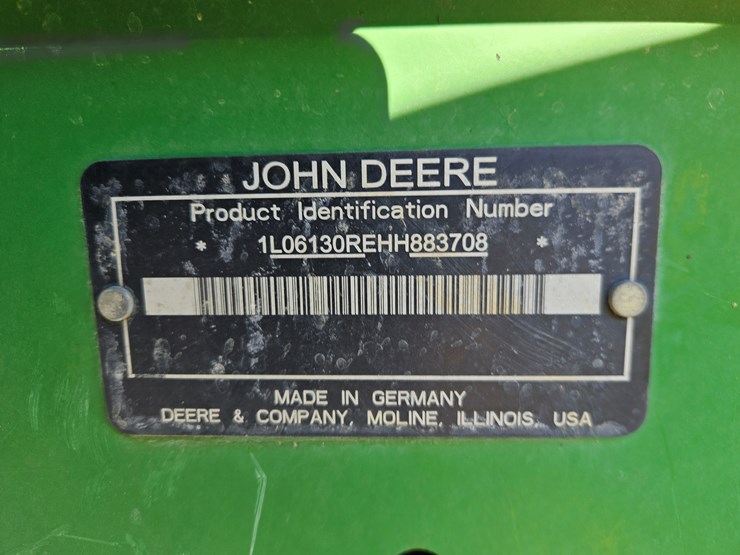 JOHN DEERE
Product Identification Number
* 1L06130REHH883708 *
MADE IN GERMANY
DEERE & COMPANY, MOLINE, ILLINOIS, USA